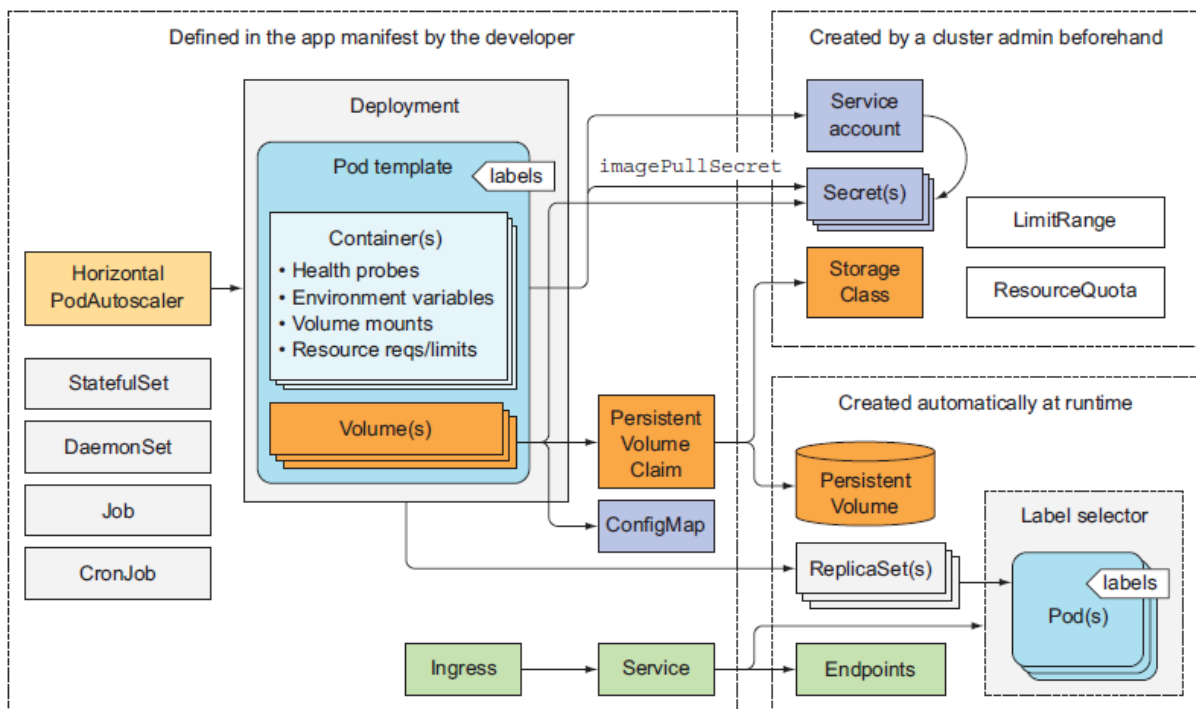 Defined in the app manifest by the developer
Deployment
Pod template
labels
Container(s)
• Health probes
• Environment variables
• Volume mounts
• Resource reqs/limits
Volume(s)
Horizontal
PodAutoscaler
StatefulSet
DaemonSet
Job
CronJob
imagePullSecret
Persistent
Volume
Claim
ConfigMap
Ingress
Service
Created by a cluster admin beforehand
Service
account
Secret(s)
Storage
Class
LimitRange
ResourceQuota
Created automatically at runtime
Persistent
Volume
ReplicaSet(s)
Endpoints
Label selector
labels
Pod(s)